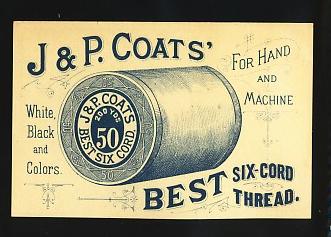 J & P. COATS'
FOR HAND
AND
MACHINE
White,
Black
and
Colors.
J & P. COATS
200 YDS
50
BEST SIX CORD.
50
BEST SIX-CORD
THREAD.